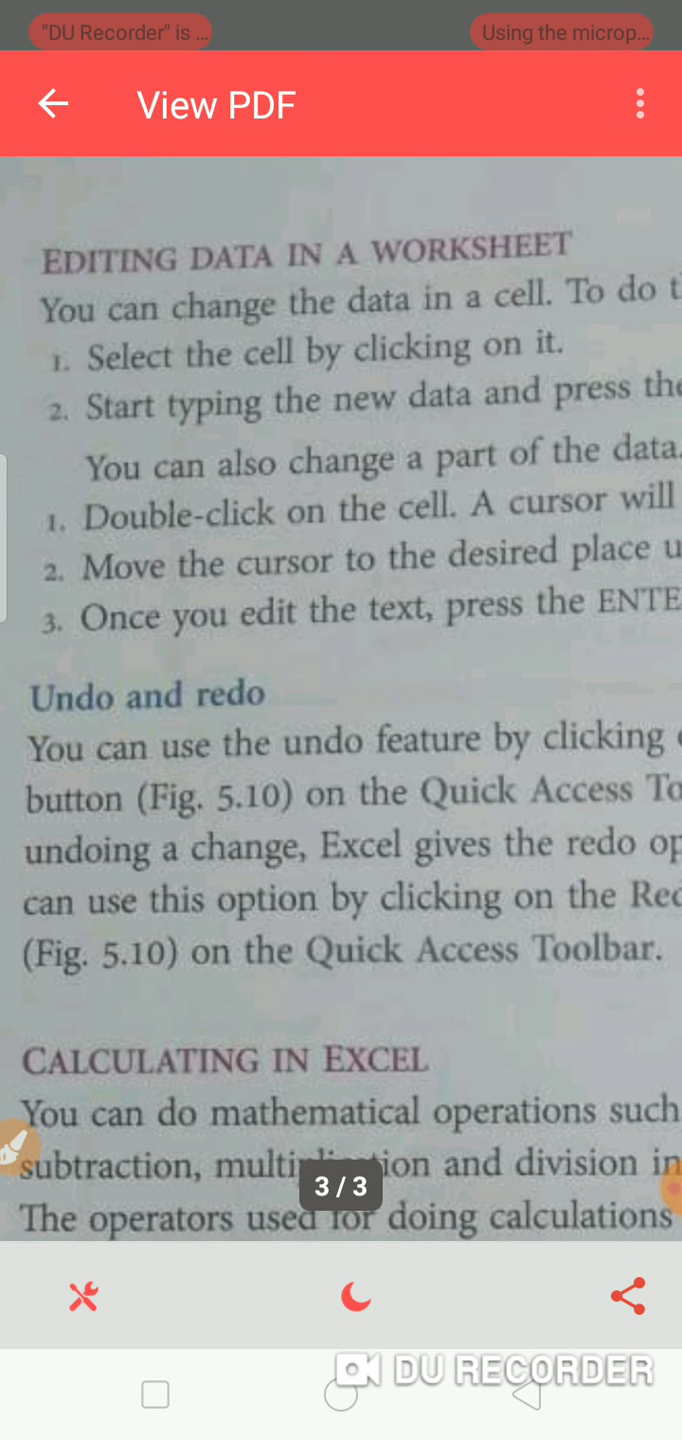 "DU Recorder" is ...
Using the microp...
View PDF
EDITING DATA IN A WORKSHEET
You can change the data in a cell. To do t
1. Select the cell by clicking on it.
2. Start typing the new data and press the
You can also change a part of the data.
1. Double-click on the cell. A cursor will
2. Move the cursor to the desired place u
3. Once you edit the text, press the ENTE
Undo and redo
You can use the undo feature by clicking
button (Fig. 5.10) on the Quick Access To
undoing a change, Excel gives the redo op
can use this option by clicking on the Red
(Fig. 5.10) on the Quick Access Toolbar.
CALCULATING IN EXCEL
You can do mathematical operations such
subtraction, and division in
3 / 3
The operators used for doing calculations
DU RECORDER